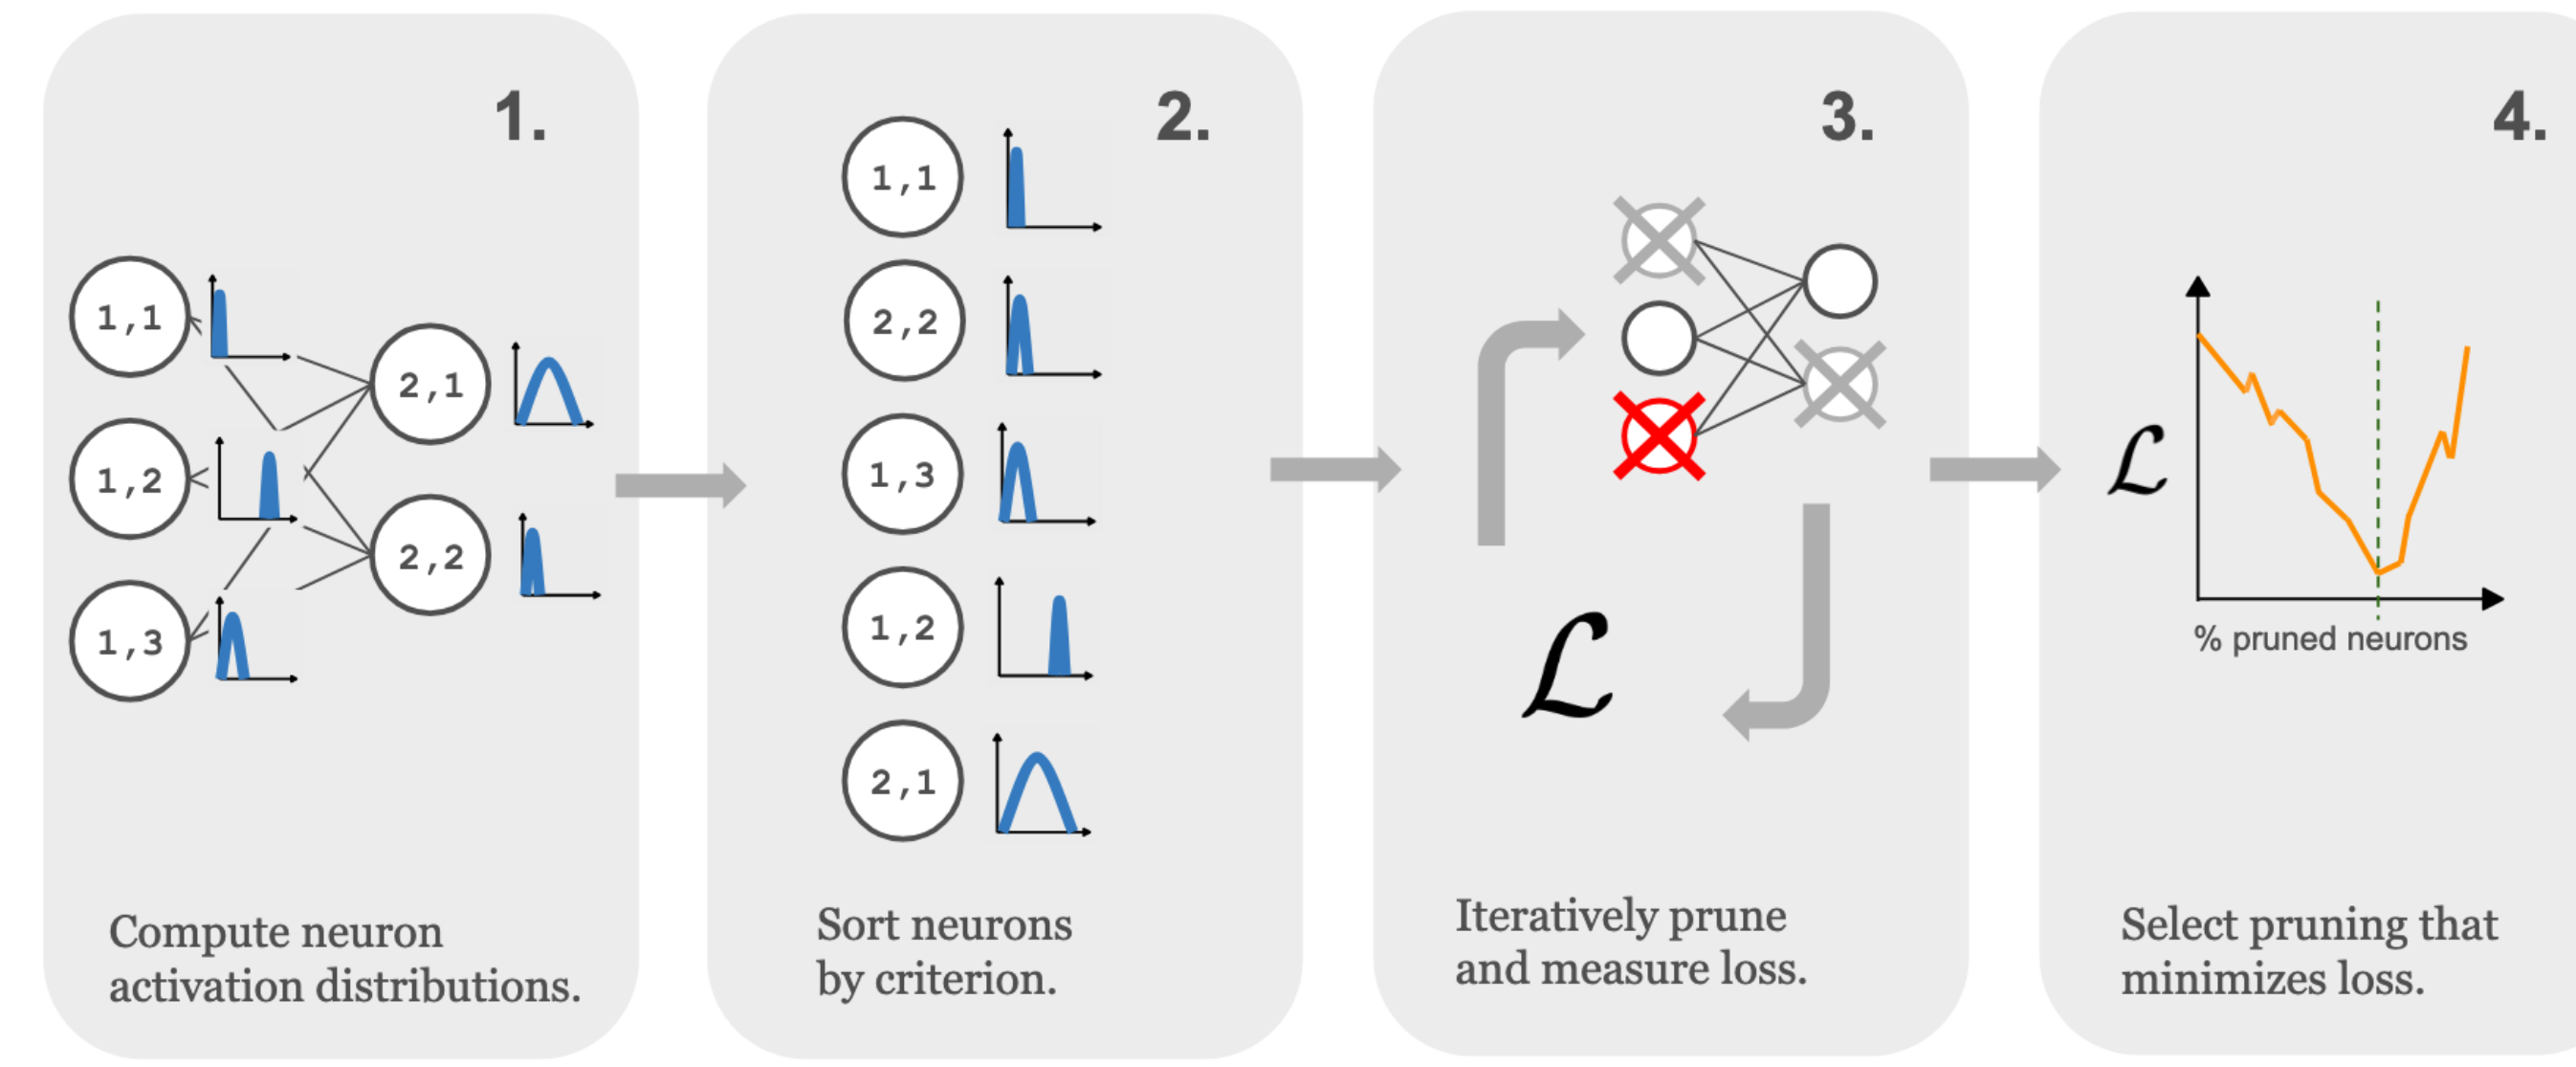 1.
1,1
2,1
1,2
2,2
1,3
Compute neuron
activation distributions.
2.
1,1
2,2
1,3
1,2
2,1
Sort neurons
by criterion.
3.
ℒ
Iteratively prune
and measure loss.
4.
ℒ
% pruned neurons
Select pruning that
minimizes loss.